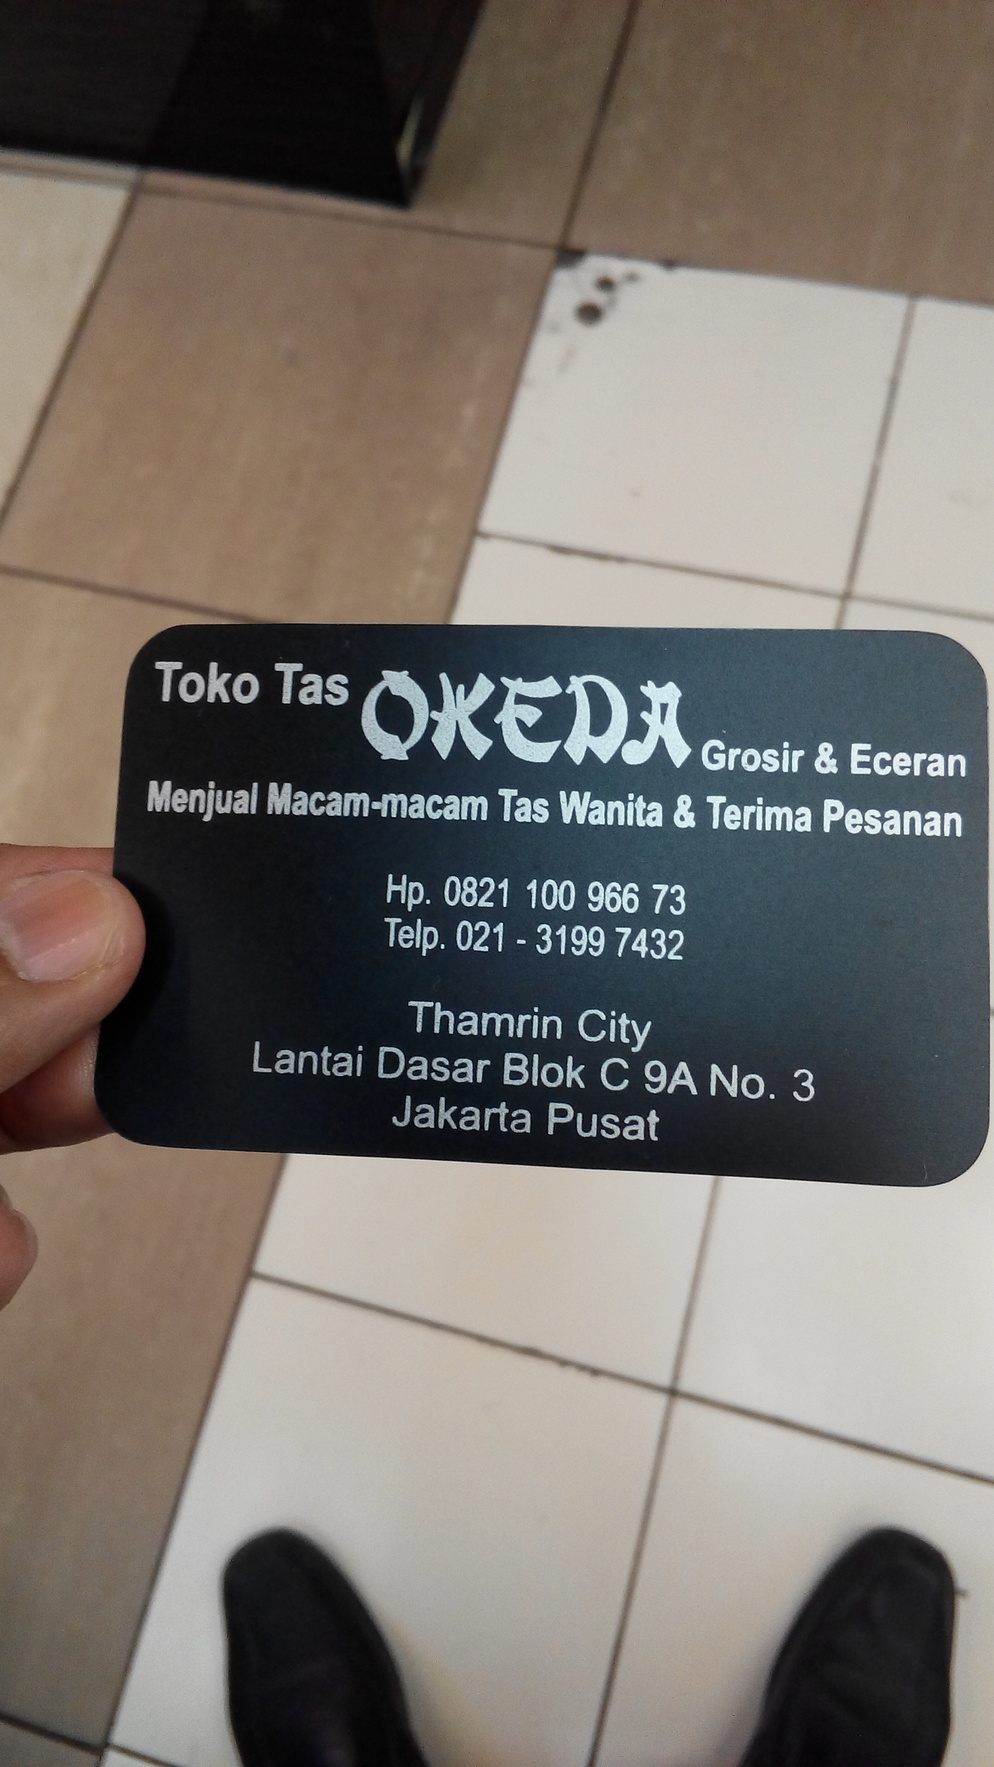 Toko Tas OKEDA Grosir & Eceran
Menjual Macam-macam Tas Wanita & Terima Pesanan
Hp. 0821 100 966 73
Telp. 021 - 3199 7432
Thamrin City
Lantai Dasar Blok C 9A No. 3
Jakarta Pusat